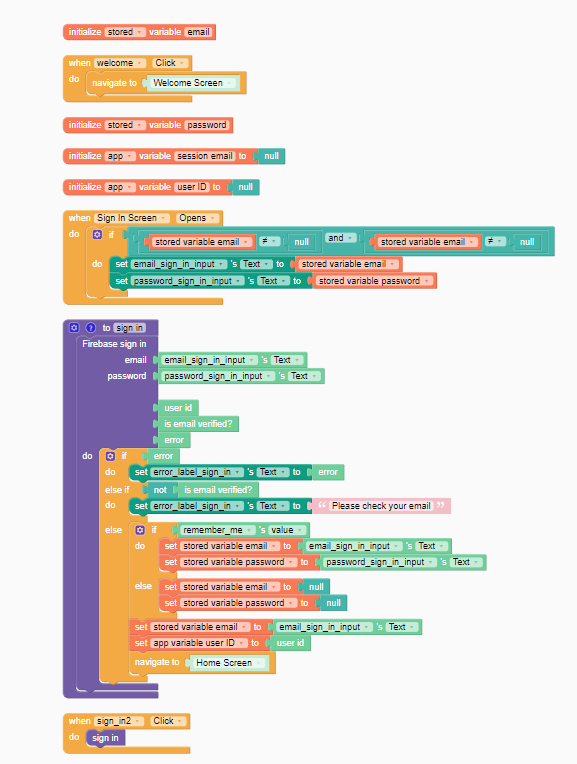 initialize stored variable email
when welcome Click
do navigate to Welcome Screen
initialize stored variable password
initialize app variable session email to null
initialize app variable user ID to null
when Sign In Screen Opens
do if stored variable email ≠ null and stored variable email ≠ null
do set email_sign_in_input 's Text to stored variable email
set password_sign_in_input 's Text to stored variable password
? to sign in
Firebase sign in
email email_sign_in_input 's Text
password password_sign_in_input 's Text
user id
is email verified?
error
do if error
do set error_label_sign_in 's Text to error
else if not is email verified?
do set error_label_sign_in 's Text to “ Please check your email ”
else if remember_me 's value
do set stored variable email to email_sign_in_input 's Text
set stored variable password to password_sign_in_input 's Text
else set stored variable email to null
set stored variable password to null
set stored variable email to email_sign_in_input 's Text
set app variable user ID to user id
navigate to Home Screen
when sign_in2 Click
do sign in